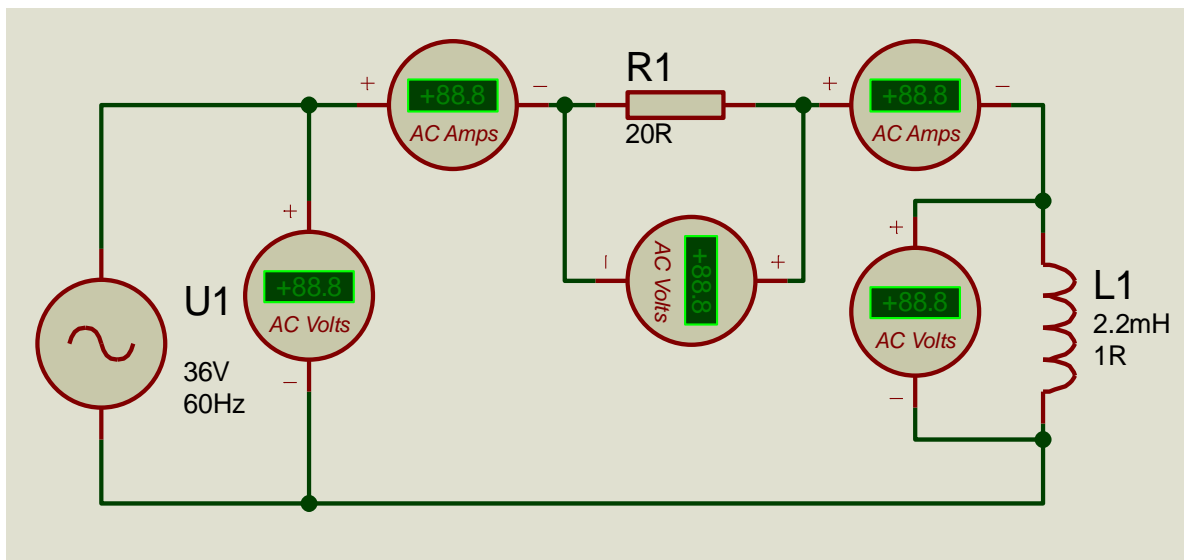 R1
20R
+88.8
AC Amps
+
−
+88.8
AC Amps
+
−
U1
36V
60Hz
+
+88.8
AC Volts
−
−
AC Volts
+88.8
+
+
+88.8
AC Volts
−
L1
2.2mH
1R